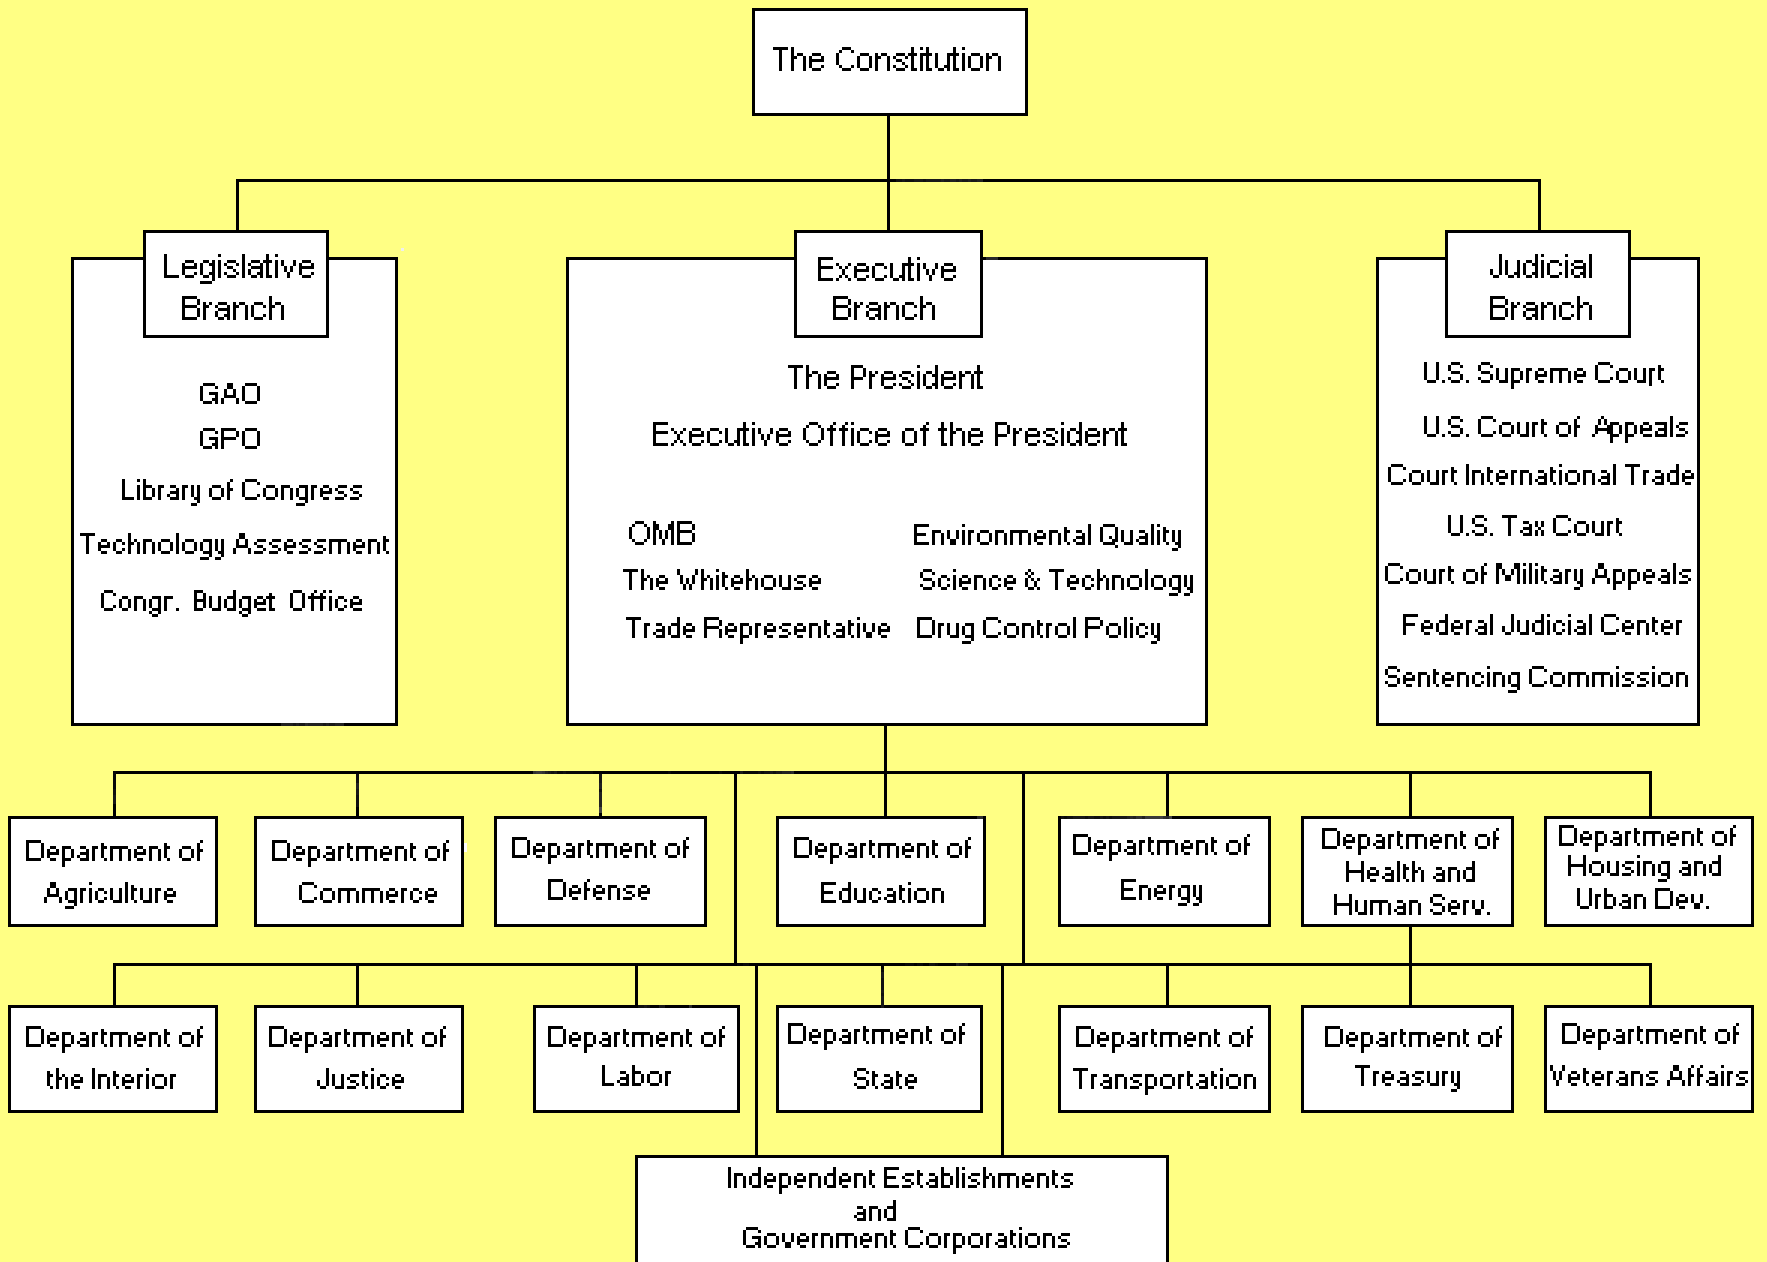 The Constitution
Legislative
Branch
GAO
GPO
Library of Congress
Technology Assessment
Congr. Budget Office
Executive
Branch
The President
Executive Office of the President
OMB
The Whitehouse
Trade Representative
Environmental Quality
Science & Technology
Drug Control Policy
Judicial
Branch
U.S. Supreme Court
U.S. Court of Appeals
Court International Trade
U.S. Tax Court
Court of Military Appeals
Federal Judicial Center
Sentencing Commission
Department of
Agriculture
Department of
Commerce
Department of
Defense
Department of
Education
Department of
Energy
Department of
Health and
Human Serv.
Department of
Housing and
Urban Dev.
Department of
the Interior
Department of
Justice
Department of
Labor
Department of
State
Department of
Transportation
Department of
Treasury
Department of
Veterans Affairs
Independent Establishments
and
Government Corporations